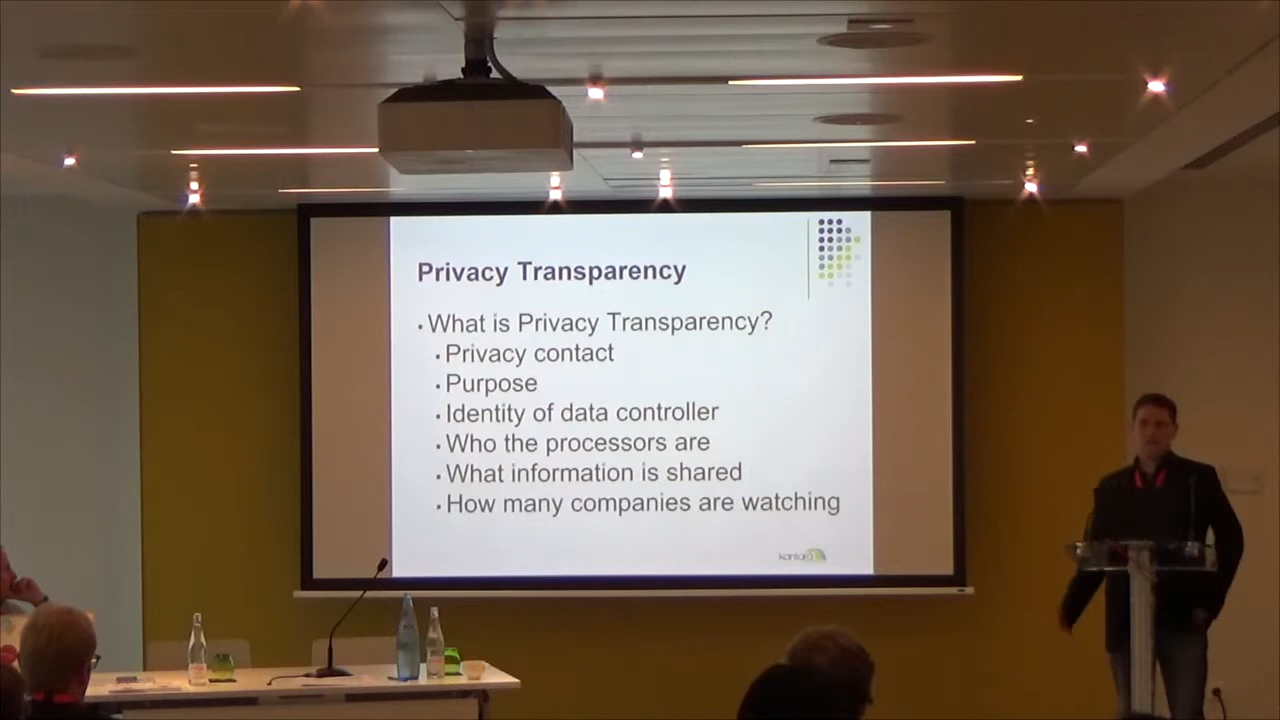 Privacy Transparency
▪ What is Privacy Transparency?
▪ Privacy contact
▪ Purpose
▪ Identity of data controller
▪ Who the processors are
▪ What information is shared
▪ How many companies are watching
kantara